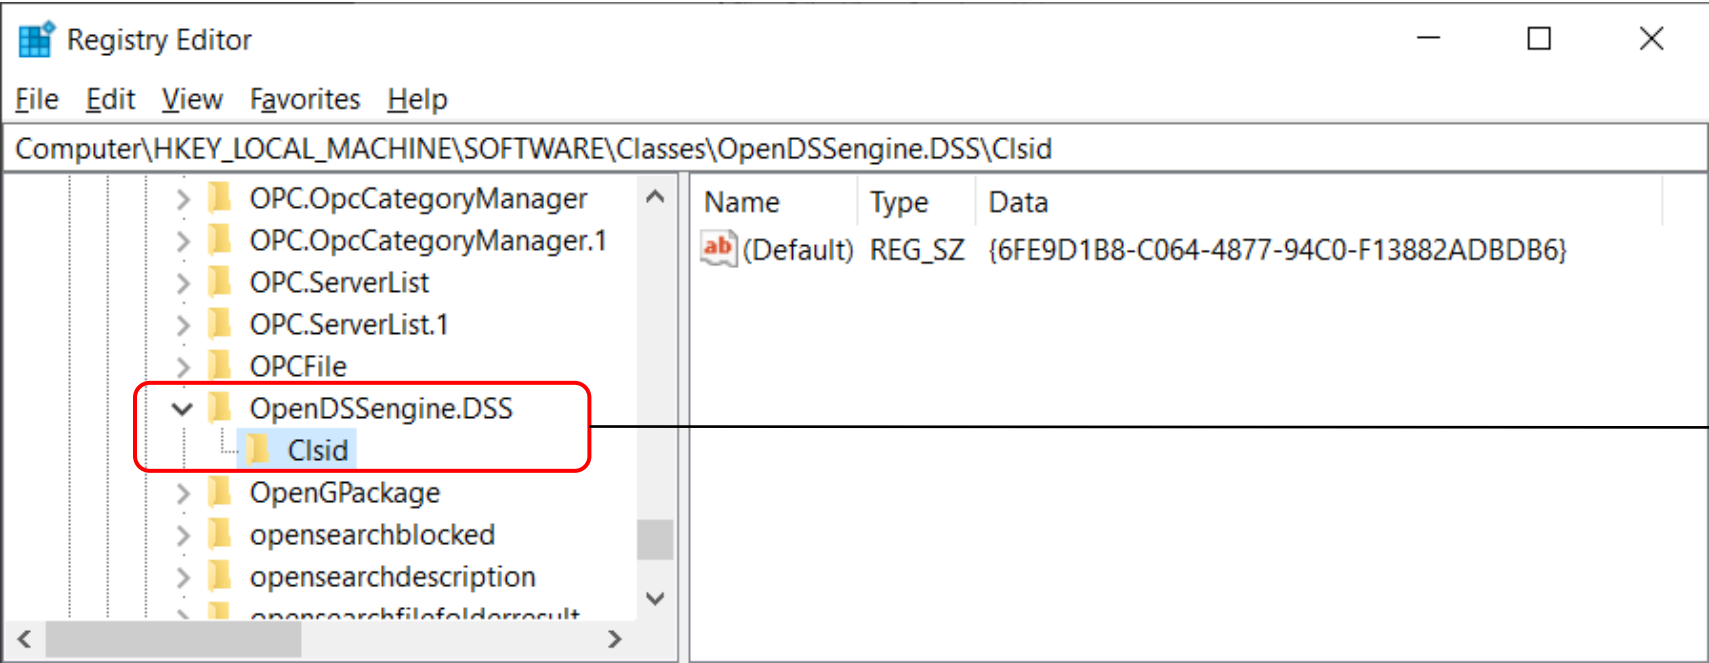 Registry Editor
File Edit View Favorites Help
Computer\HKEY_LOCAL_MACHINE\SOFTWARE\Classes\OpenDSSengine.DSS\Clsid
OPC.OpcCategoryManager
OPC.OpcCategoryManager.1
OPC.ServerList
OPC.ServerList.1
OPCFile
OpenDSSengine.DSS
Clsid
OpenGPackage
opensearchblocked
opensearchdescription
opensearchfilefolderresult
Name Type Data
ab (Default) REG_SZ {6FE9D1B8-C064-4877-94C0-F13882ADBDB6}